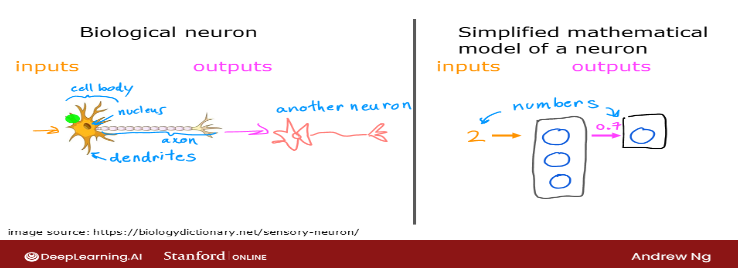 Biological neuron
inputs
outputs
cell body
nucleus
axon
dendrites
another neuron
Simplified mathematical
model of a neuron
inputs
outputs
numbers
2
0.7
image source: https://biologydictionary.net/sensory-neuron/
DeepLearning.AI
Stanford ONLINE
Andrew Ng